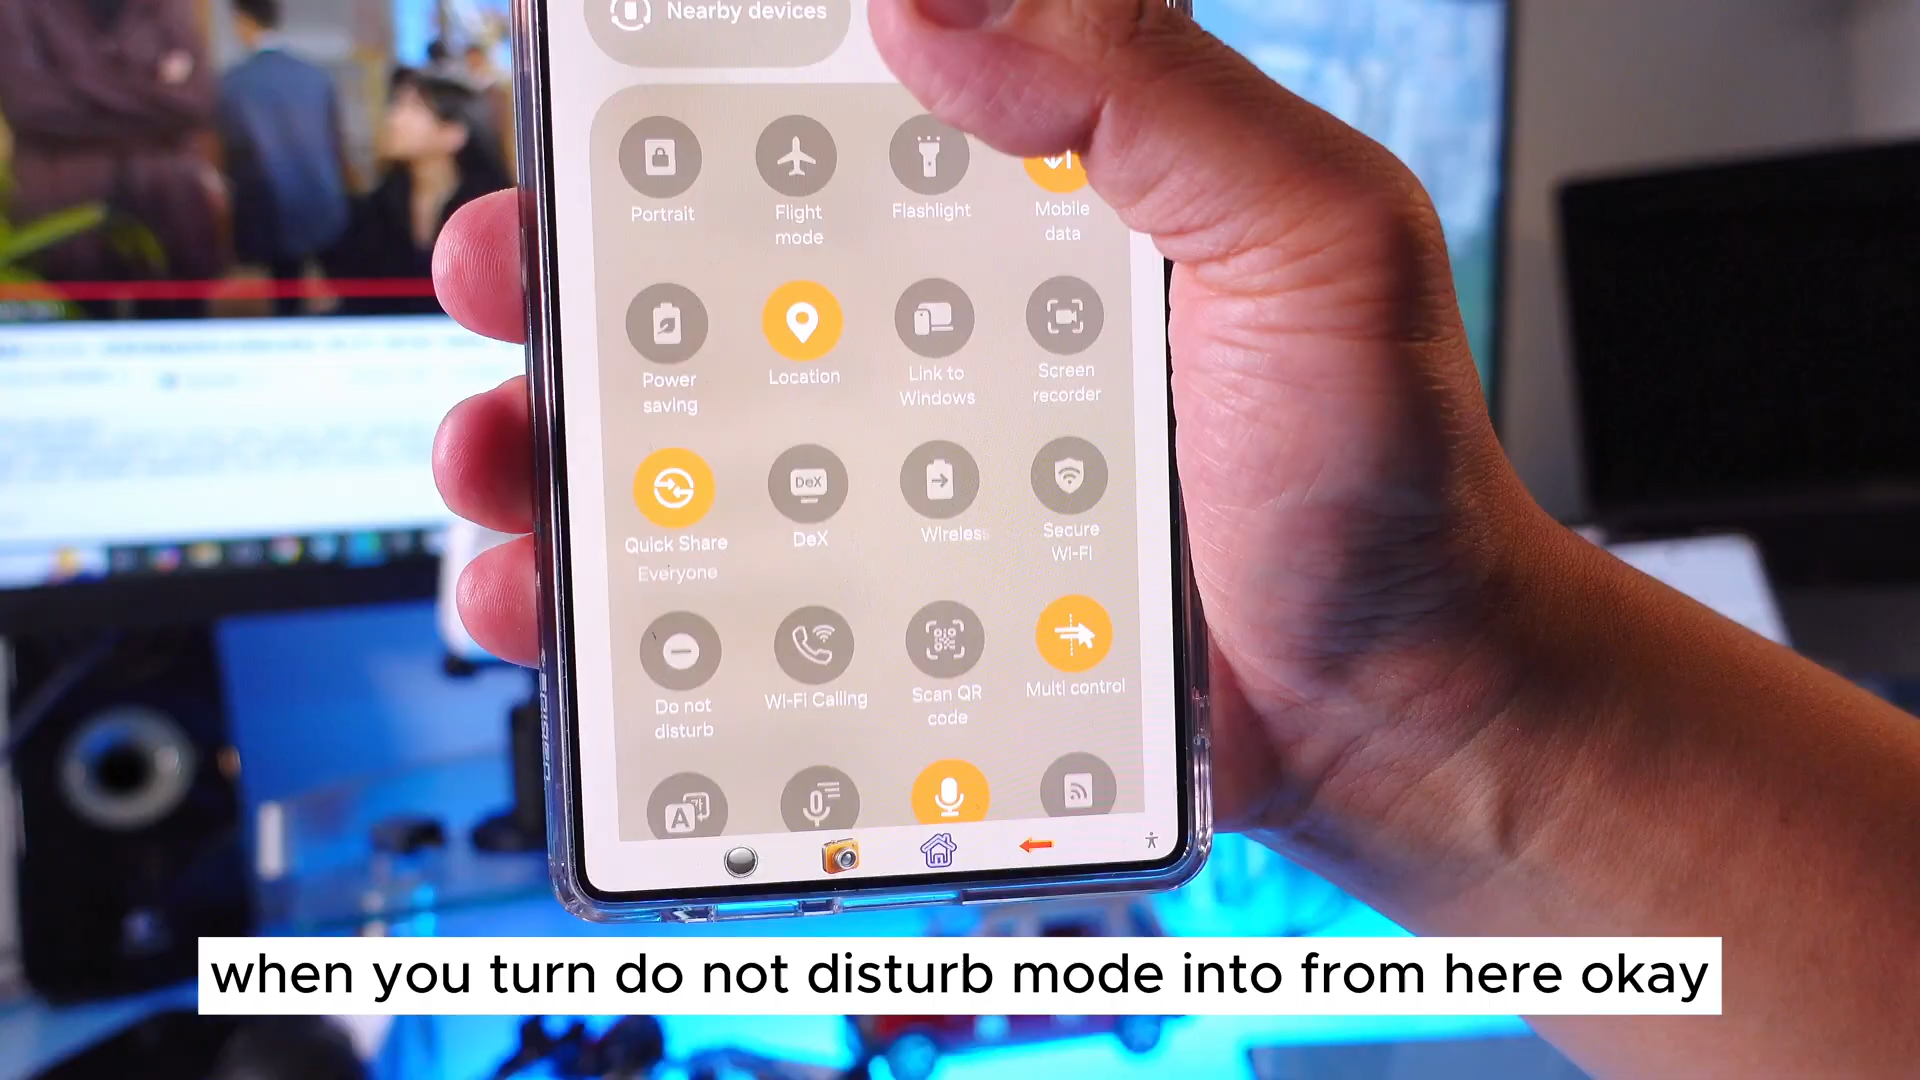 Nearby devices
Portrait
Flight
mode
Flashlight
Mobile
data
Power
saving
Location
Link to
Windows
Screen
recorder
DeX
Quick Share
Everyone
DeX
Wireless
Secure
Wi-Fi
Do not
disturb
Wi-Fi Calling
Scan QR
code
Multi control
A
when you turn do not disturb mode into from here okay